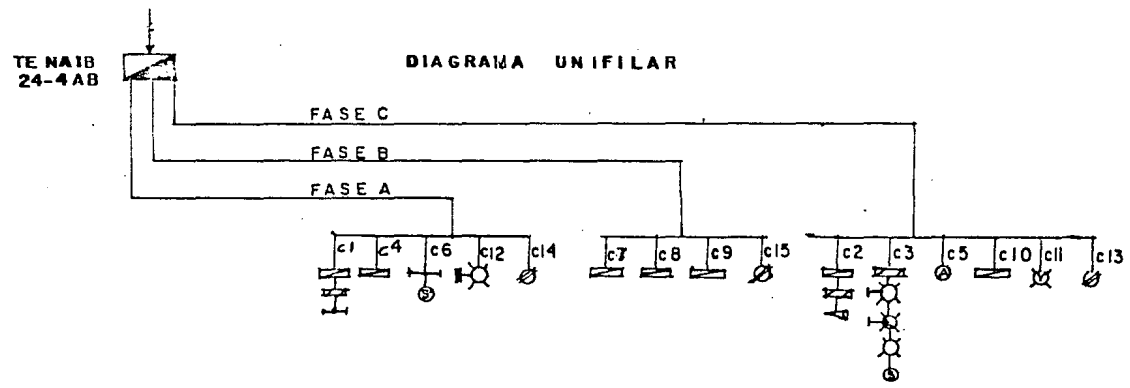 TE NAIB
24-4AB
DIAGRAMA UNIFILAR
FASE C
FASE B
FASE A
c1 c4 c6 c12 c14 c7 c8 c9 c15 c2 c3 c5 c10 c11 c13
S
A
S